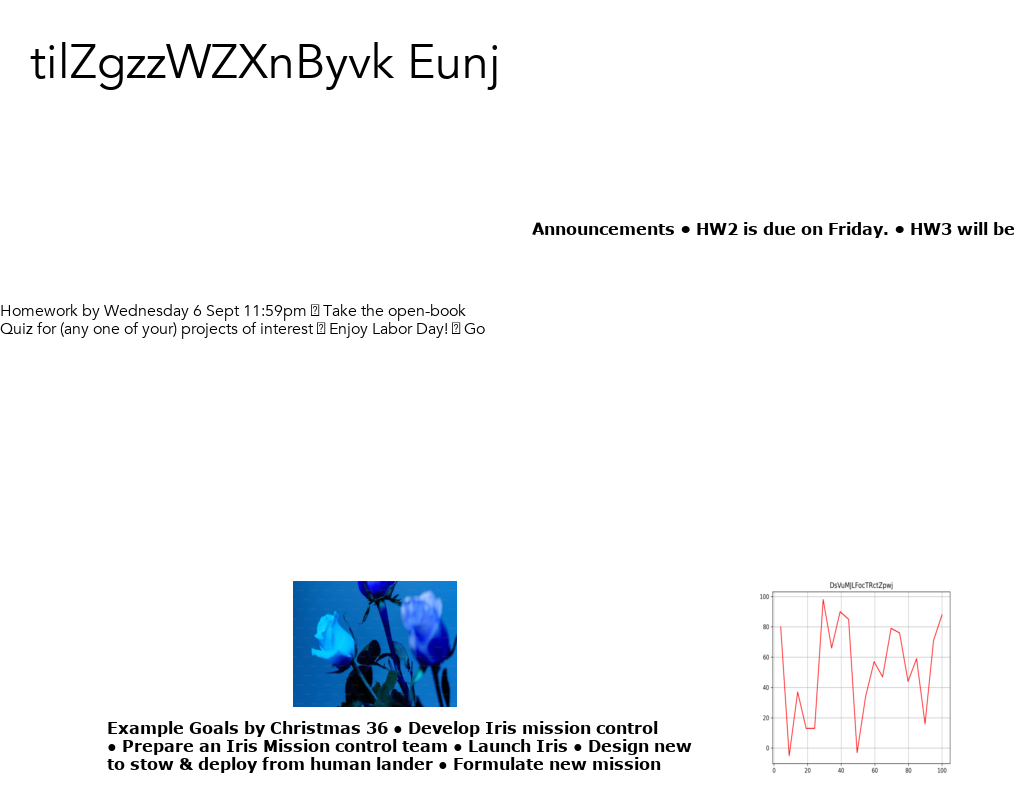 tilZgzzWZXnByvk Eunj
Announcements ● HW2 is due on Friday. ● HW3 will be
Homework by Wednesday 6 Sept 11:59pm  Take the open-book
Quiz for (any one of your) projects of interest  Enjoy Labor Day!  Go
DsVuMJLFocTRctZpwj
100
80
60
40
20
0
0 20 40 60 80 100
Example Goals by Christmas 36 ● Develop Iris mission control
● Prepare an Iris Mission control team ● Launch Iris ● Design new
to stow & deploy from human lander ● Formulate new mission